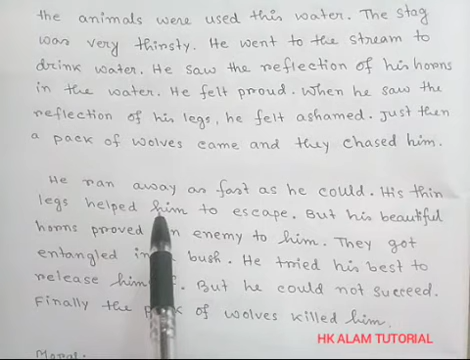 the animals were used this water. The stag
was very thirsty. He went to the stream to
drink water. He saw the reflection of his horns
in the water. He felt proud. When he saw the
reflection of his legs, he felt ashamed. Just then
a pack of wolves came and they chased him.
He ran away as fast as he could. His thin
legs helped him to escape. But his beautiful
horns proved an enemy to him. They got
entangled in bush. He tried his best to
release him. But he could not succeed.
Finally the of wolves killed him.
HK ALAM TUTORIAL
Moral: